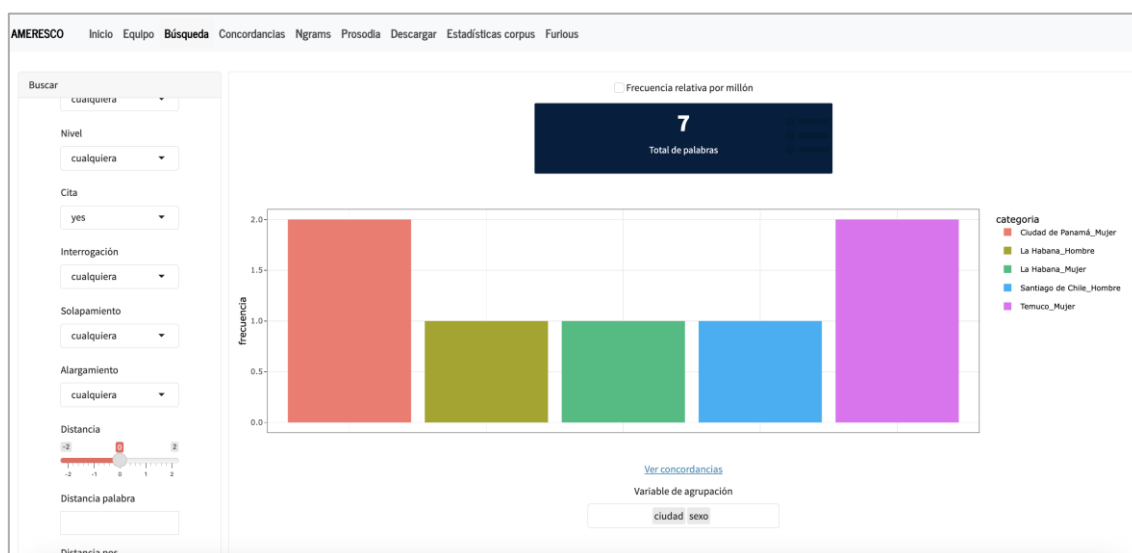 AMERESCO Inicio Equipo Búsqueda Concordancias Ngrams Prosodia Descargar Estadísticas corpus Furious
Buscar
cualquiera
Nivel
cualquiera
Cita
yes
Interrogación
cualquiera
Solapamiento
cualquiera
Alargamiento
cualquiera
Distancia
-2 0 2
-2 -1 0 1 2
Distancia palabra
Distancia pos
Frecuencia relativa por millón
7
Total de palabras
2.0
1.5
1.0
0.5
0.0
frecuencia
categoria
Ciudad de Panamá_Mujer
La Habana_Hombre
La Habana_Mujer
Santiago de Chile_Hombre
Temuco_Mujer
Ver concordancias
Variable de agrupación
ciudad sexo